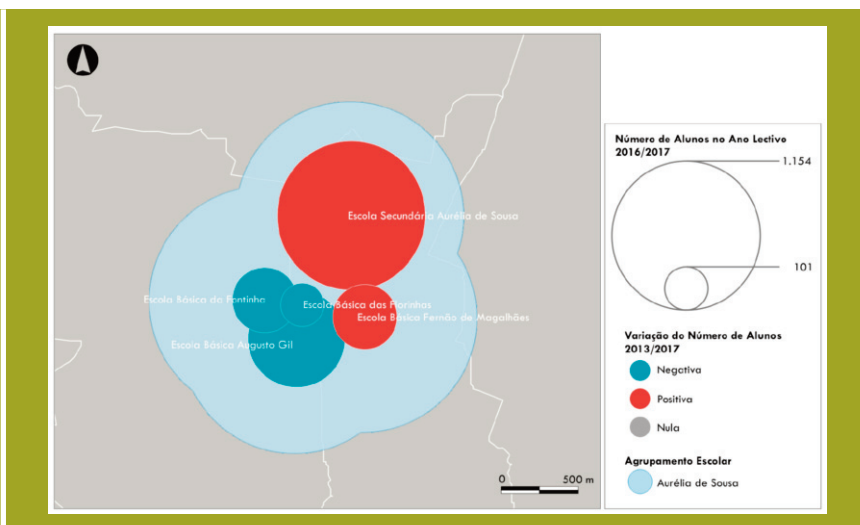 Escola Secundária Aurélia de Sousa
Escola Básica da Fontinha
Escola Básica das Florinhas
Escola Básica Fernão de Magalhães
Escola Básica Augusto Gil
0 500 m
Número de Alunos no Ano Lectivo
2016/2017
1.154
101
Variação do Número de Alunos
2013/2017
Negativa
Positiva
Nula
Agrupamento Escolar
Aurélia de Sousa